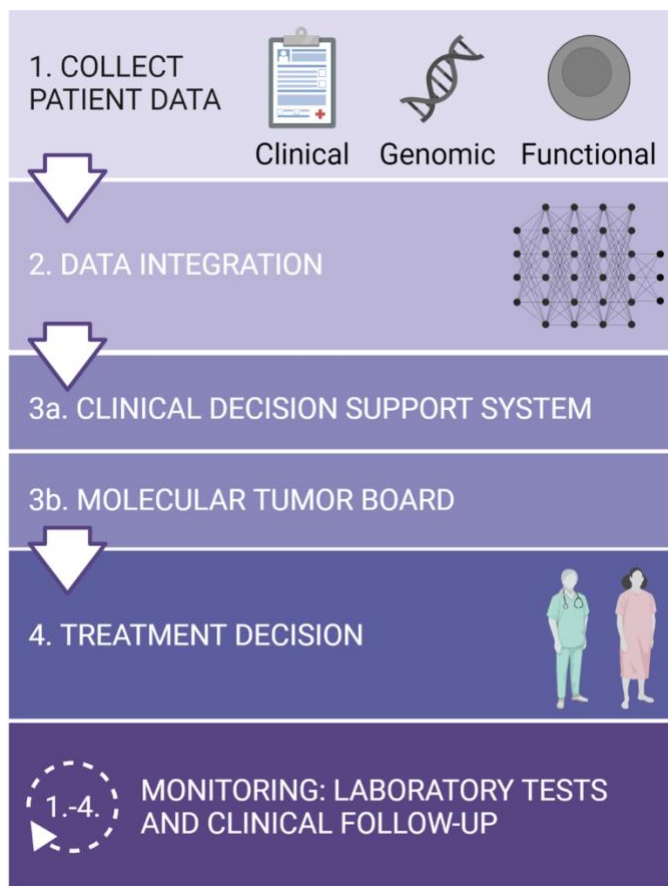 1. COLLECT
PATIENT DATA
Clinical
Genomic
Functional
2. DATA INTEGRATION
3a. CLINICAL DECISION SUPPORT SYSTEM
3b. MOLECULAR TUMOR BOARD
4. TREATMENT DECISION
1.-4.
MONITORING: LABORATORY TESTS
AND CLINICAL FOLLOW-UP